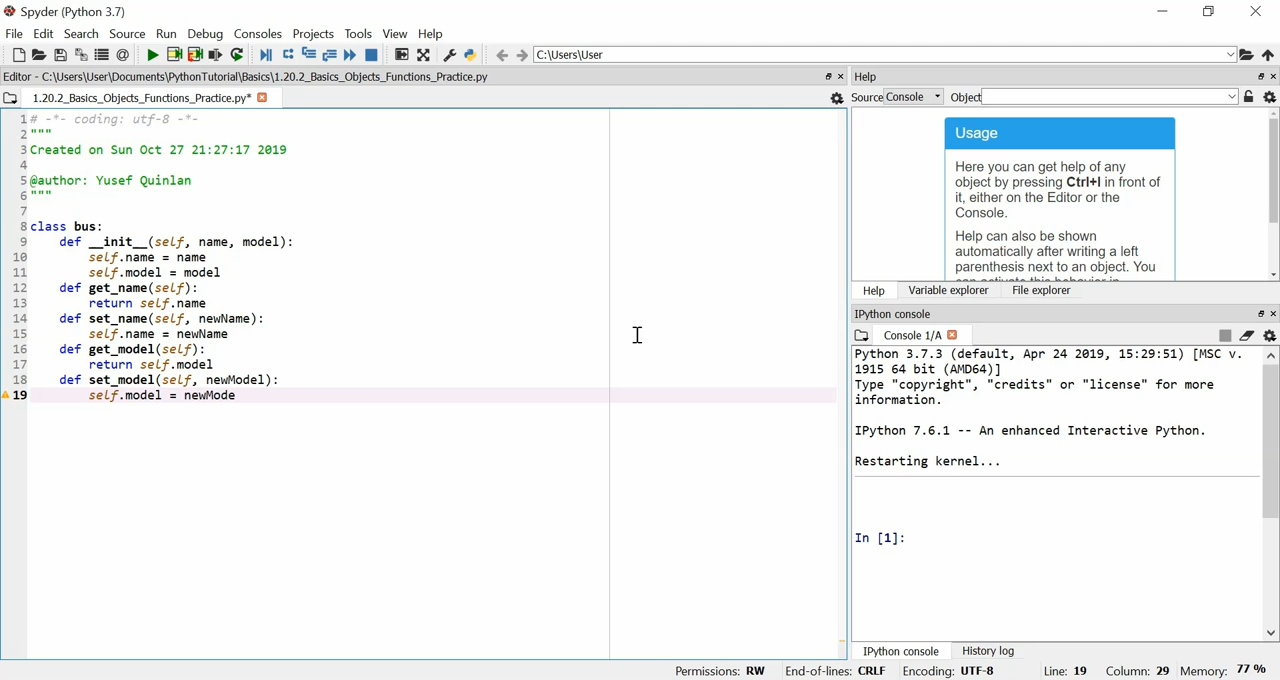 Spyder (Python 3.7)
File Edit Search Source Run Debug Consoles Projects Tools View Help
C:\Users\User
Editor - C:\Users\User\Documents\PythonTutorial\Basics\1.20.2_Basics_Objects_Functions_Practice.py
1.20.2_Basics_Objects_Functions_Practice.py*
1 # -*- coding: utf-8 -*-
2 """
3 Created on Sun Oct 27 21:27:17 2019
4
5 @author: Yusef Quinlan
6 """
7
8 class bus:
9 def __init__(self, name, model):
10 self.name = name
11 self.model = model
12 def get_name(self):
13 return self.name
14 def set_name(self, newName):
15 self.name = newName
16 def get_model(self):
17 return self.model
18 def set_model(self, newModel):
19 self.model = newMode
Help
Source Console Object
Usage
Here you can get help of any
object by pressing Ctrl+I in front of
it, either on the Editor or the
Console.
Help can also be shown
automatically after writing a left
parenthesis next to an object. You
can activate this behavior in
Help Variable explorer File explorer
IPython console
Console 1/A
Python 3.7.3 (default, Apr 24 2019, 15:29:51) [MSC v.
1915 64 bit (AMD64)]
Type "copyright", "credits" or "license" for more
information.
IPython 7.6.1 -- An enhanced Interactive Python.
Restarting kernel...
In [1]:
IPython console History log
Permissions: RW End-of-lines: CRLF Encoding: UTF-8 Line: 19 Column: 29 Memory: 77 %